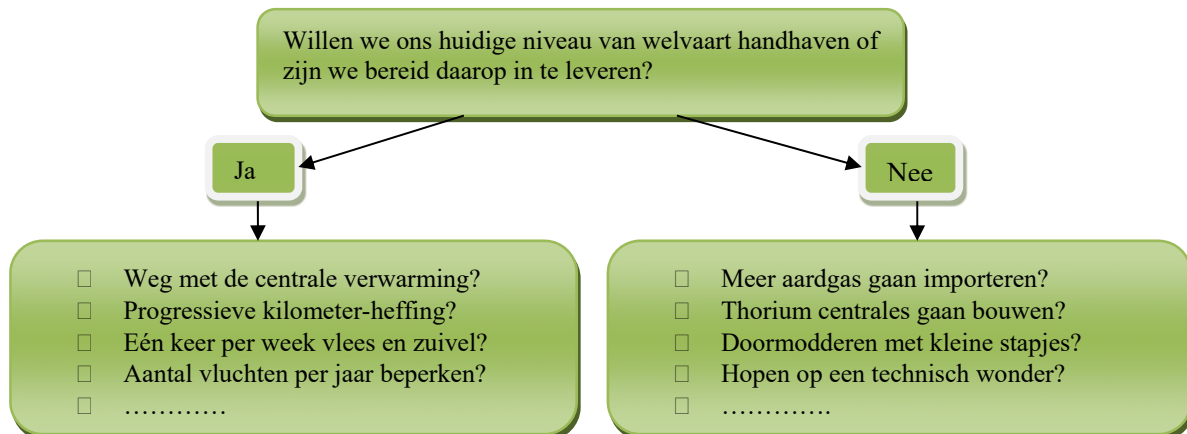 Willen we ons huidige niveau van welvaart handhaven of
zijn we bereid daarop in te leveren?
Ja
Nee
□ Weg met de centrale verwarming?
□ Progressieve kilometer-heffing?
□ Eén keer per week vlees en zuivel?
□ Aantal vluchten per jaar beperken?
□ …………
□ Meer aardgas gaan importeren?
□ Thorium centrales gaan bouwen?
□ Doormodderen met kleine stapjes?
□ Hopen op een technisch wonder?
□ ………….